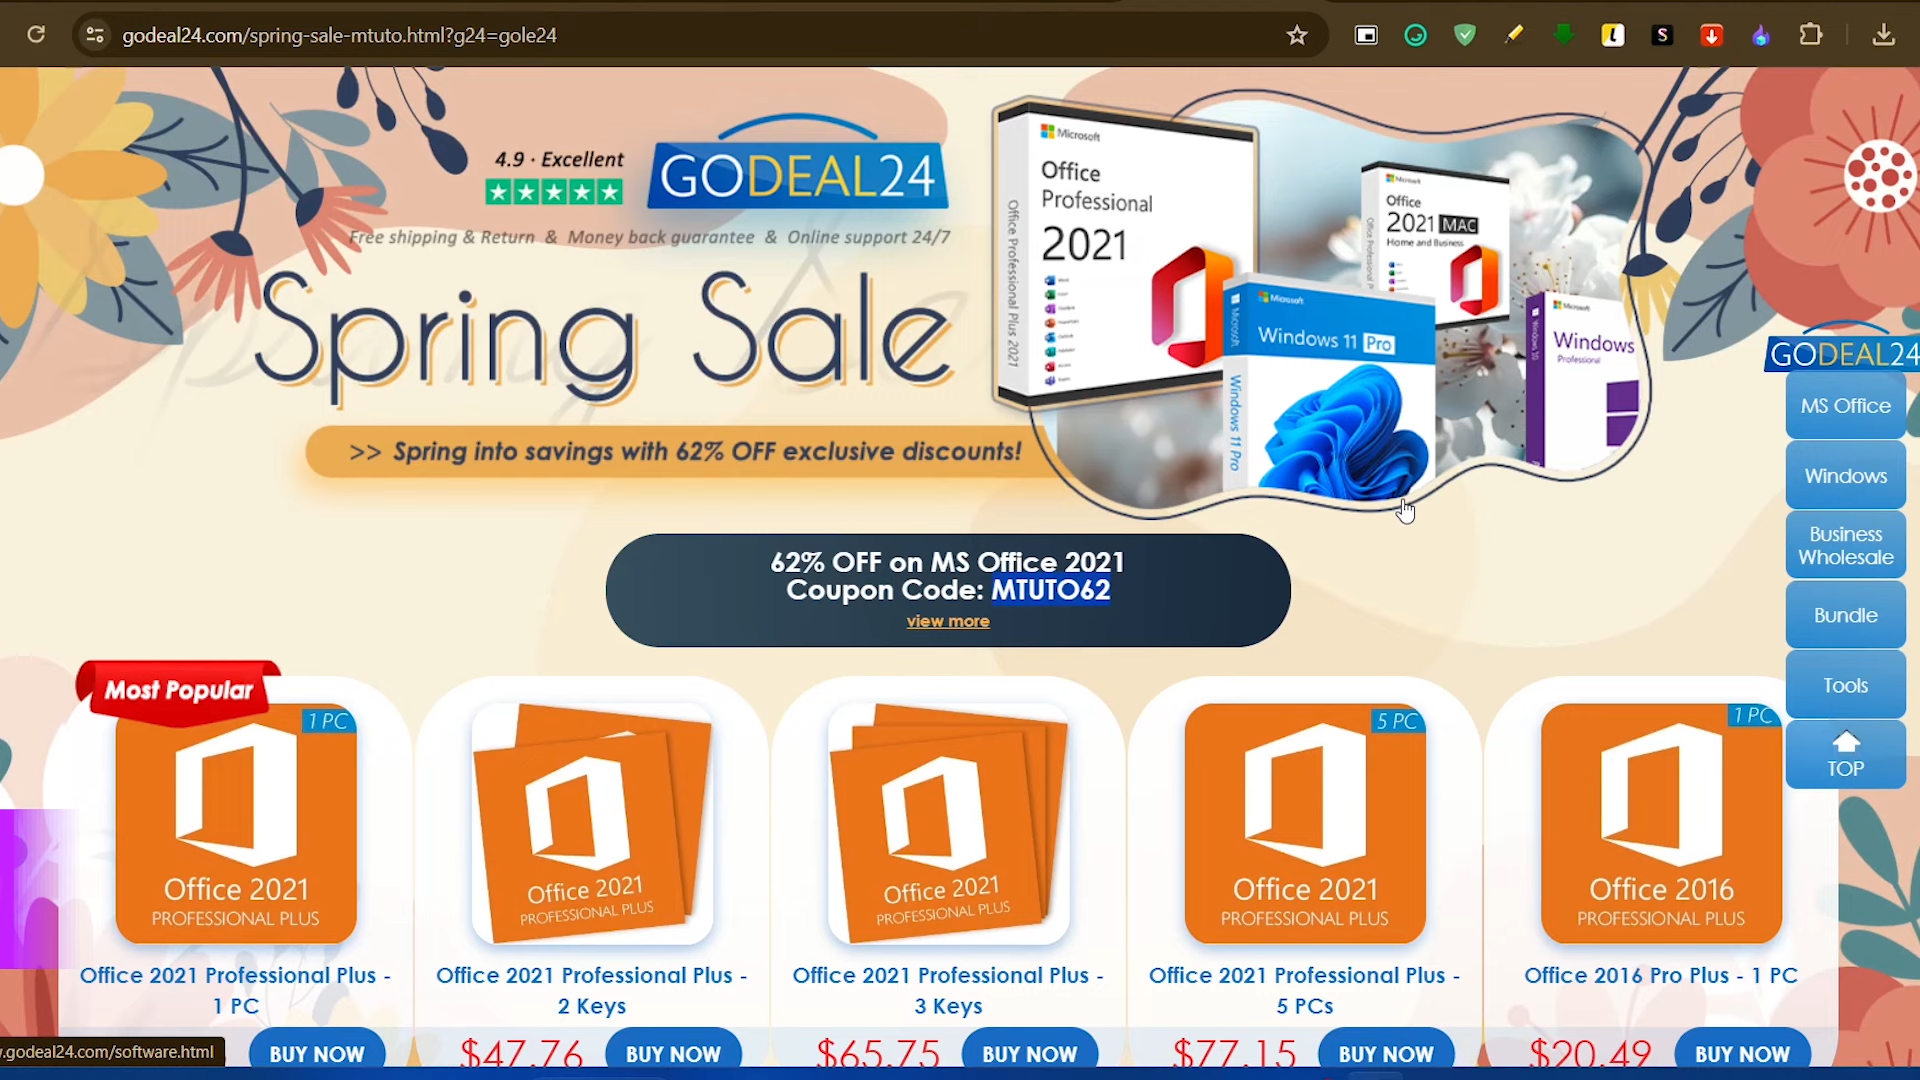 godeal24.com/spring-sale-mtuto.html?g24=gole24
4.9 · Excellent
GODEAL24
Free shipping & Return & Money back guarantee & Online support 24/7
Spring Sale
>> Spring into savings with 62% OFF exclusive discounts!
Microsoft
Office
Professional
2021
Office Professional Plus 2021
Microsoft
Office
2021 MAC
Home and Business
Microsoft
Windows 11 Pro
Microsoft
Windows 11 Pro
Microsoft
Windows
Professional
GODEAL24
MS Office
Windows
Business
Wholesale
Bundle
Tools
TOP
62% OFF on MS Office 2021
Coupon Code: MTUTO62
view more
Most Popular
1 PC
Office 2021
PROFESSIONAL PLUS
Office 2021 Professional Plus -
1 PC
BUY NOW
Office 2021
PROFESSIONAL PLUS
Office 2021 Professional Plus -
2 Keys
$47.76
BUY NOW
Office 2021
PROFESSIONAL PLUS
Office 2021 Professional Plus -
3 Keys
$65.75
BUY NOW
5 PC
Office 2021
PROFESSIONAL PLUS
Office 2021 Professional Plus -
5 PCs
$77.15
BUY NOW
1 PC
Office 2016
PROFESSIONAL PLUS
Office 2016 Pro Plus - 1 PC
$20.49
BUY NOW
.godeal24.com/software.html